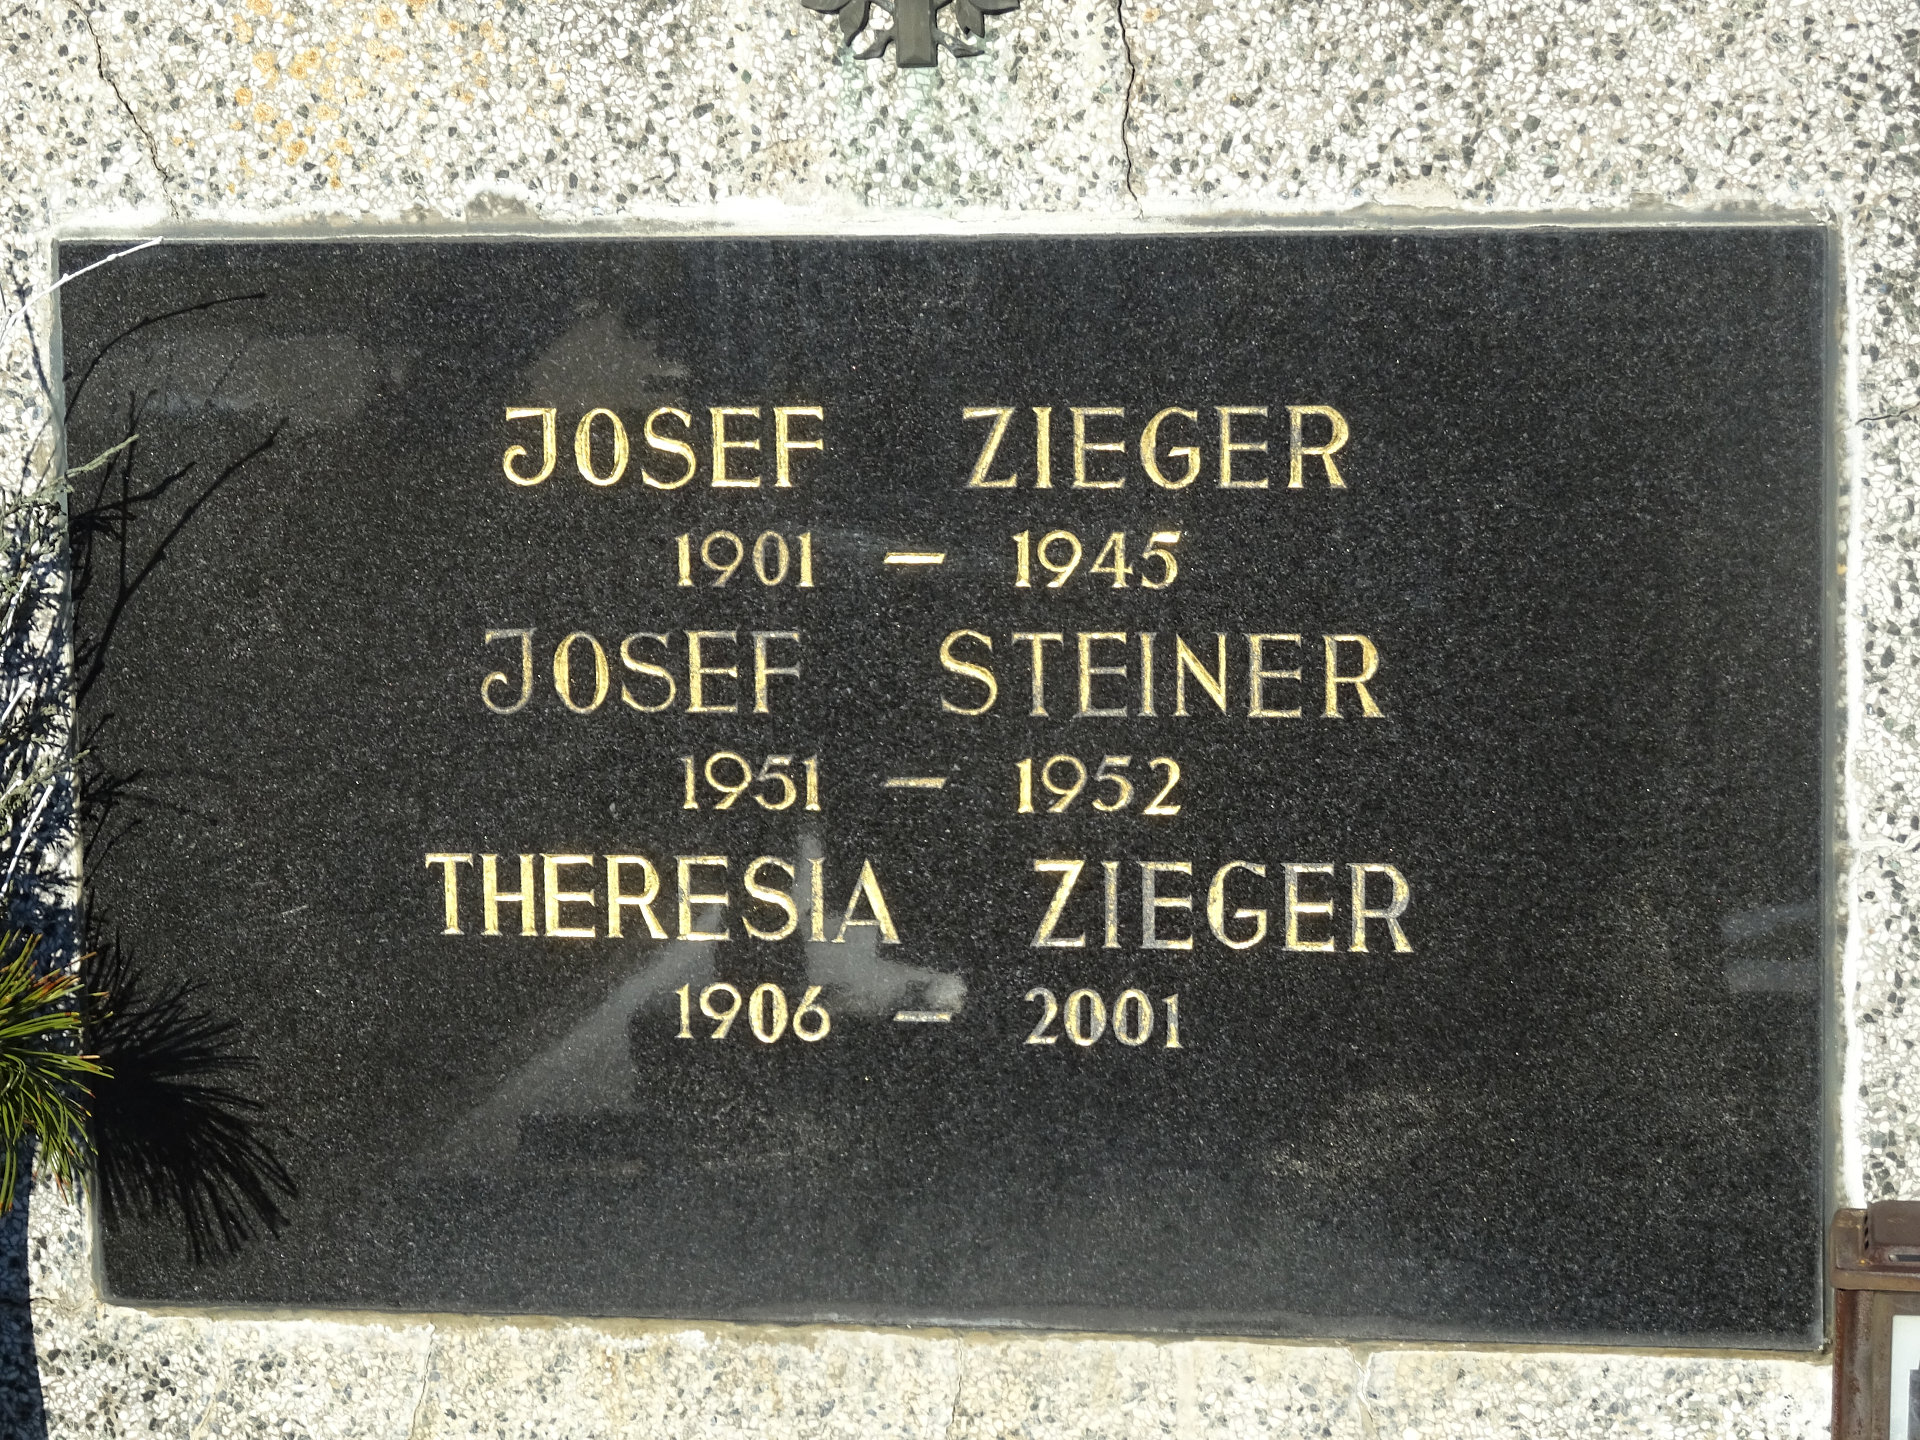 JOSEF ZIEGER
1901 – 1945
JOSEF STEINER
1951 – 1952
THERESIA ZIEGER
1906 – 2001